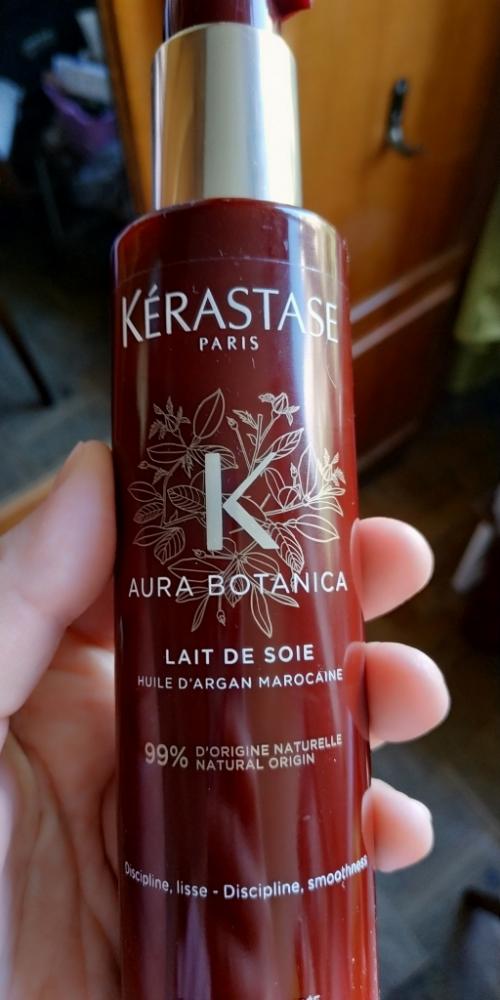 KÉRASTASE
PARIS
K
AURA BOTANICA
LAIT DE SOIE
HUILE D'ARGAN MAROCAINE
99% D'ORIGINE NATURELLE
NATURAL ORIGIN
Discipline, lisse - Discipline, smoothness